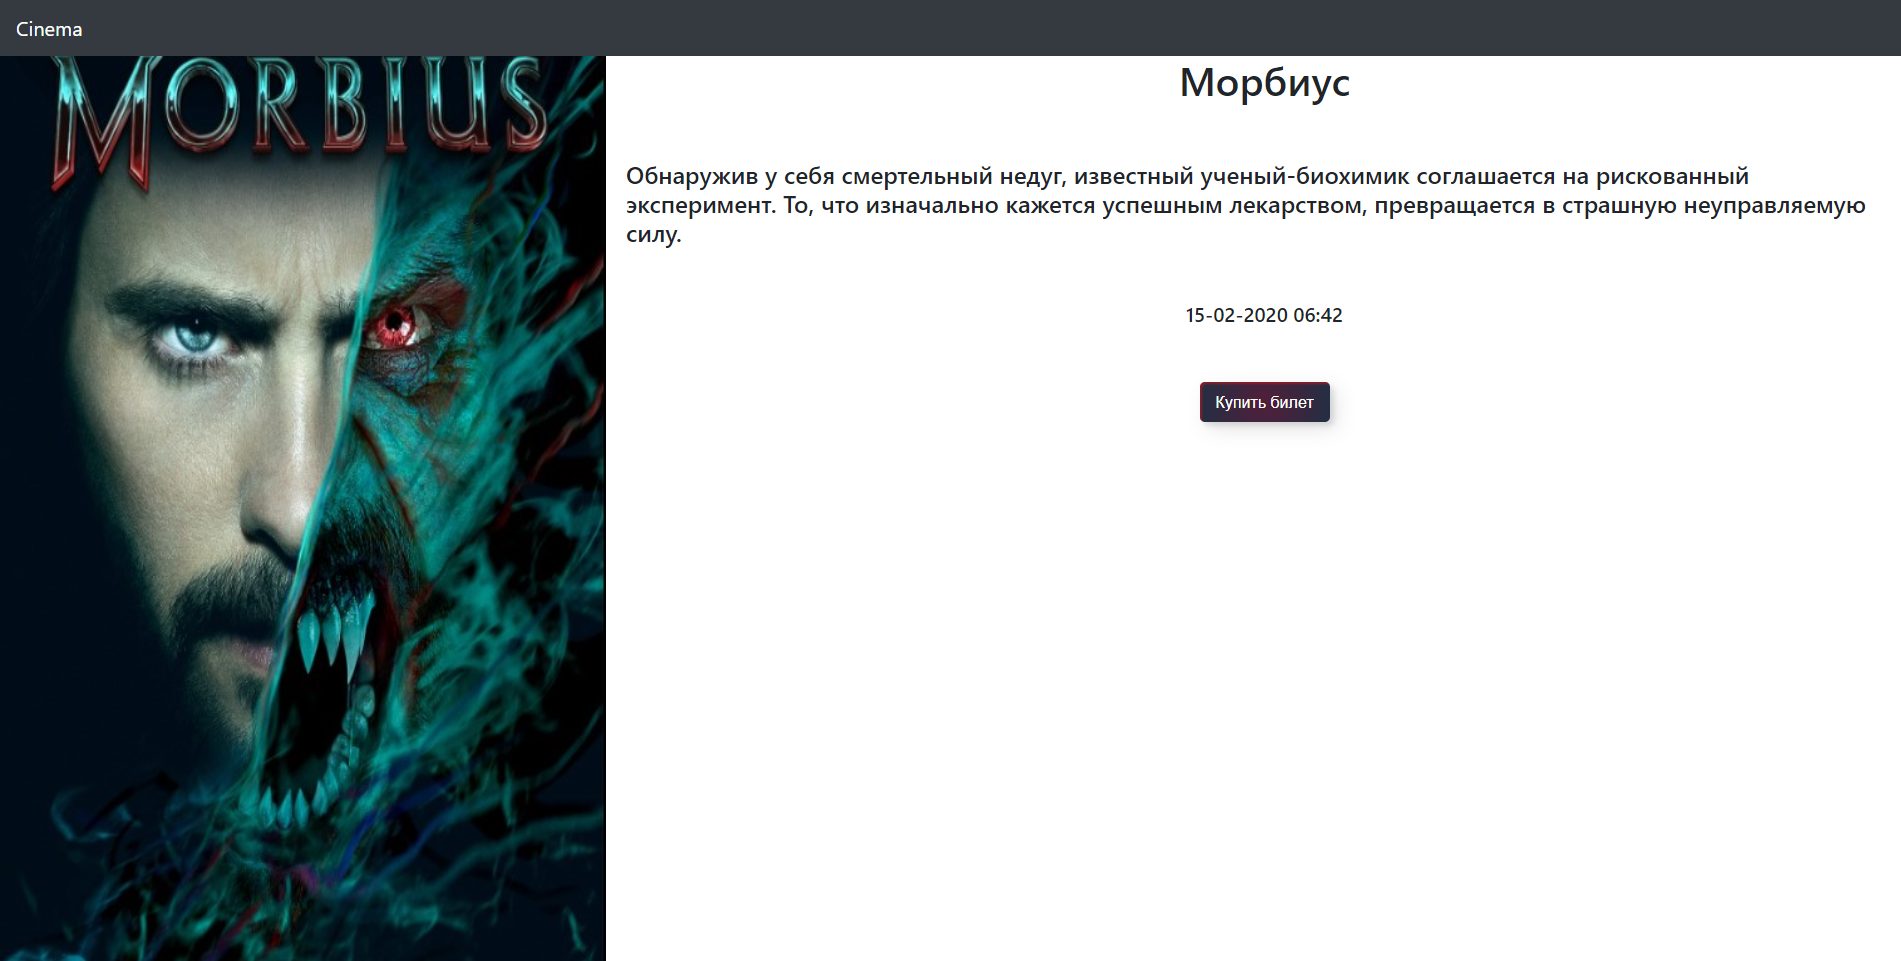 Cinema
MORBIUS
Морбиус
Обнаружив у себя смертельный недуг, известный ученый-биохимик соглашается на рискованный
эксперимент. То, что изначально кажется успешным лекарством, превращается в страшную неуправляемую
силу.
15-02-2020 06:42
Купить билет